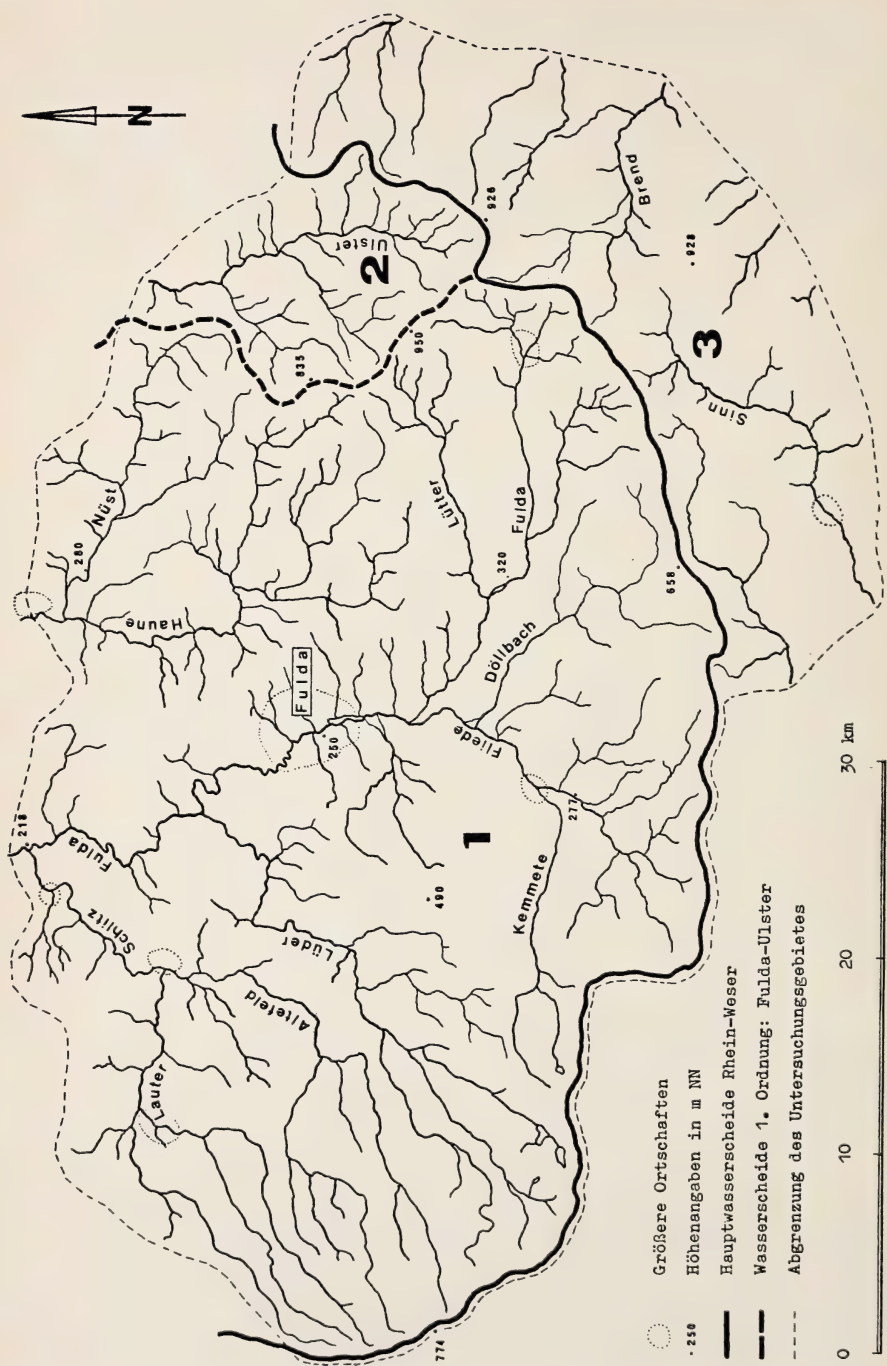 N
218
Fulda
Schlitz
280
Nüst
Haune
Lauter
Altefeld
Lüder
Fulda
250
835
2
Ulster
950
926
Lütter
Fulda
320
Döllbach
Fliede
1
490
Kemmete
277
658
774
3
Sinn
Brend
928
Größere Ortschaften
· 250 Höhenangaben in m NN
Hauptwasserscheide Rhein-Weser
Wasserscheide 1. Ordnung: Fulda-Ulster
Abgrenzung des Untersuchungsgebietes
0 10 20 30 km